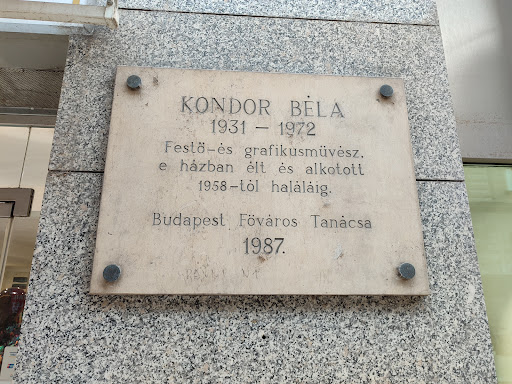 KONDOR BÉLA
1931 - 1972
Festő-és grafikusművész,
e házban élt és alkotott
1958-tól haláláig.
Budapest Főváros Tanácsa
1987.